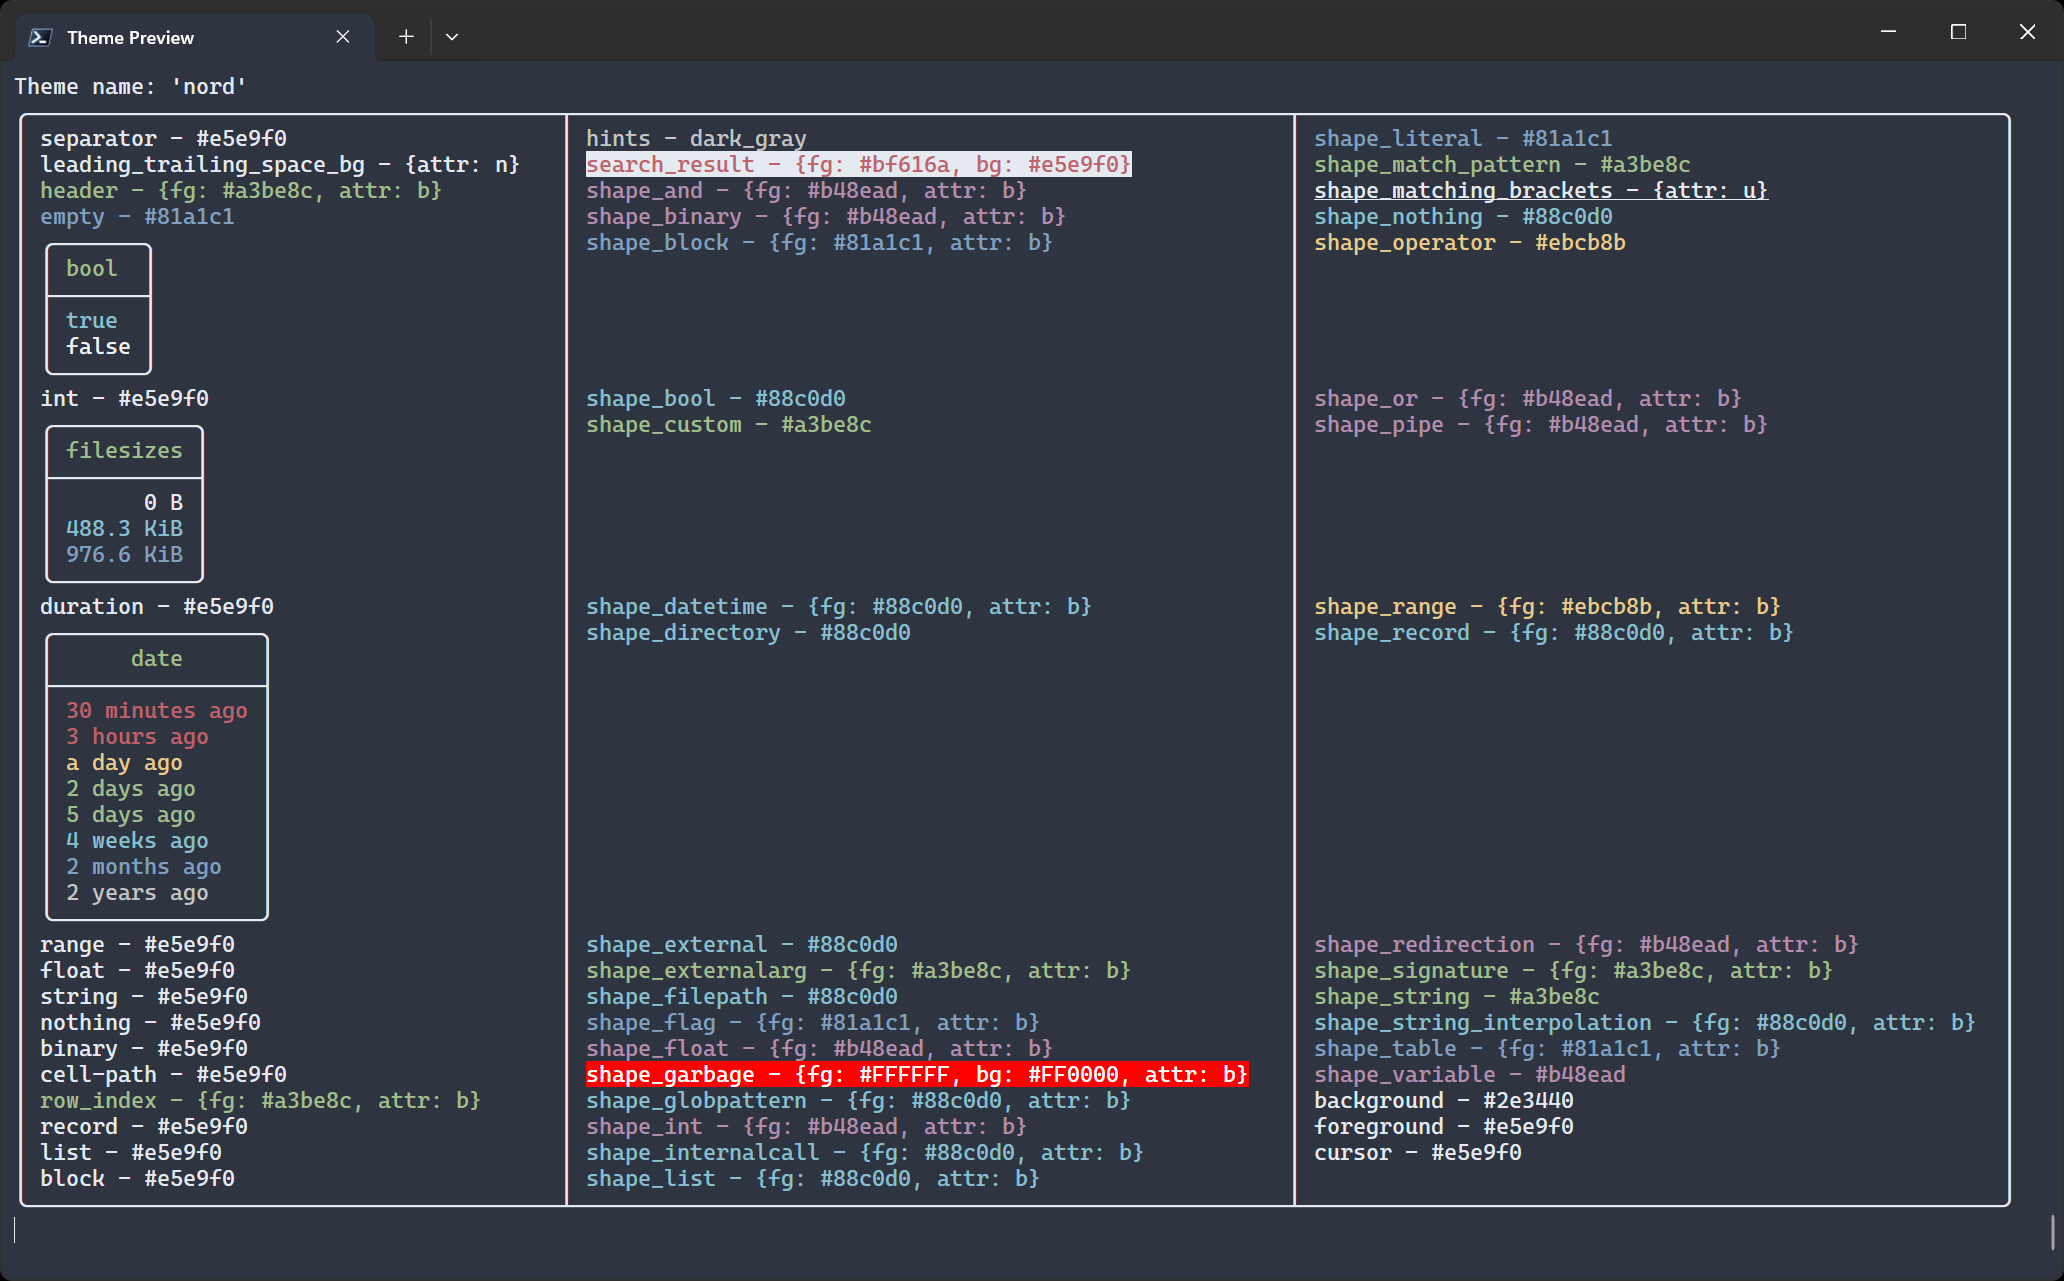 Theme Preview
Theme name: 'nord'
separator - #e5e9f0
leading_trailing_space_bg - {attr: n}
header - {fg: #a3be8c, attr: b}
empty - #81a1c1
bool
true
false
int - #e5e9f0
filesizes
0 B
488.3 KiB
976.6 KiB
duration - #e5e9f0
date
30 minutes ago
3 hours ago
a day ago
2 days ago
5 days ago
4 weeks ago
2 months ago
2 years ago
range - #e5e9f0
float - #e5e9f0
string - #e5e9f0
nothing - #e5e9f0
binary - #e5e9f0
cell-path - #e5e9f0
row_index - {fg: #a3be8c, attr: b}
record - #e5e9f0
list - #e5e9f0
block - #e5e9f0
hints - dark_gray
search_result - {fg: #bf616a, bg: #e5e9f0}
shape_and - {fg: #b48ead, attr: b}
shape_binary - {fg: #b48ead, attr: b}
shape_block - {fg: #81a1c1, attr: b}
shape_bool - #88c0d0
shape_custom - #a3be8c
shape_datetime - {fg: #88c0d0, attr: b}
shape_directory - #88c0d0
shape_external - #88c0d0
shape_externalarg - {fg: #a3be8c, attr: b}
shape_filepath - #88c0d0
shape_flag - {fg: #81a1c1, attr: b}
shape_float - {fg: #b48ead, attr: b}
shape_garbage - {fg: #FFFFFF, bg: #FF0000, attr: b}
shape_globpattern - {fg: #88c0d0, attr: b}
shape_int - {fg: #b48ead, attr: b}
shape_internalcall - {fg: #88c0d0, attr: b}
shape_list - {fg: #88c0d0, attr: b}
shape_literal - #81a1c1
shape_match_pattern - #a3be8c
shape_matching_brackets - {attr: u}
shape_nothing - #88c0d0
shape_operator - #ebcb8b
shape_or - {fg: #b48ead, attr: b}
shape_pipe - {fg: #b48ead, attr: b}
shape_range - {fg: #ebcb8b, attr: b}
shape_record - {fg: #88c0d0, attr: b}
shape_redirection - {fg: #b48ead, attr: b}
shape_signature - {fg: #a3be8c, attr: b}
shape_string - #a3be8c
shape_string_interpolation - {fg: #88c0d0, attr: b}
shape_table - {fg: #81a1c1, attr: b}
shape_variable - #b48ead
background - #2e3440
foreground - #e5e9f0
cursor - #e5e9f0